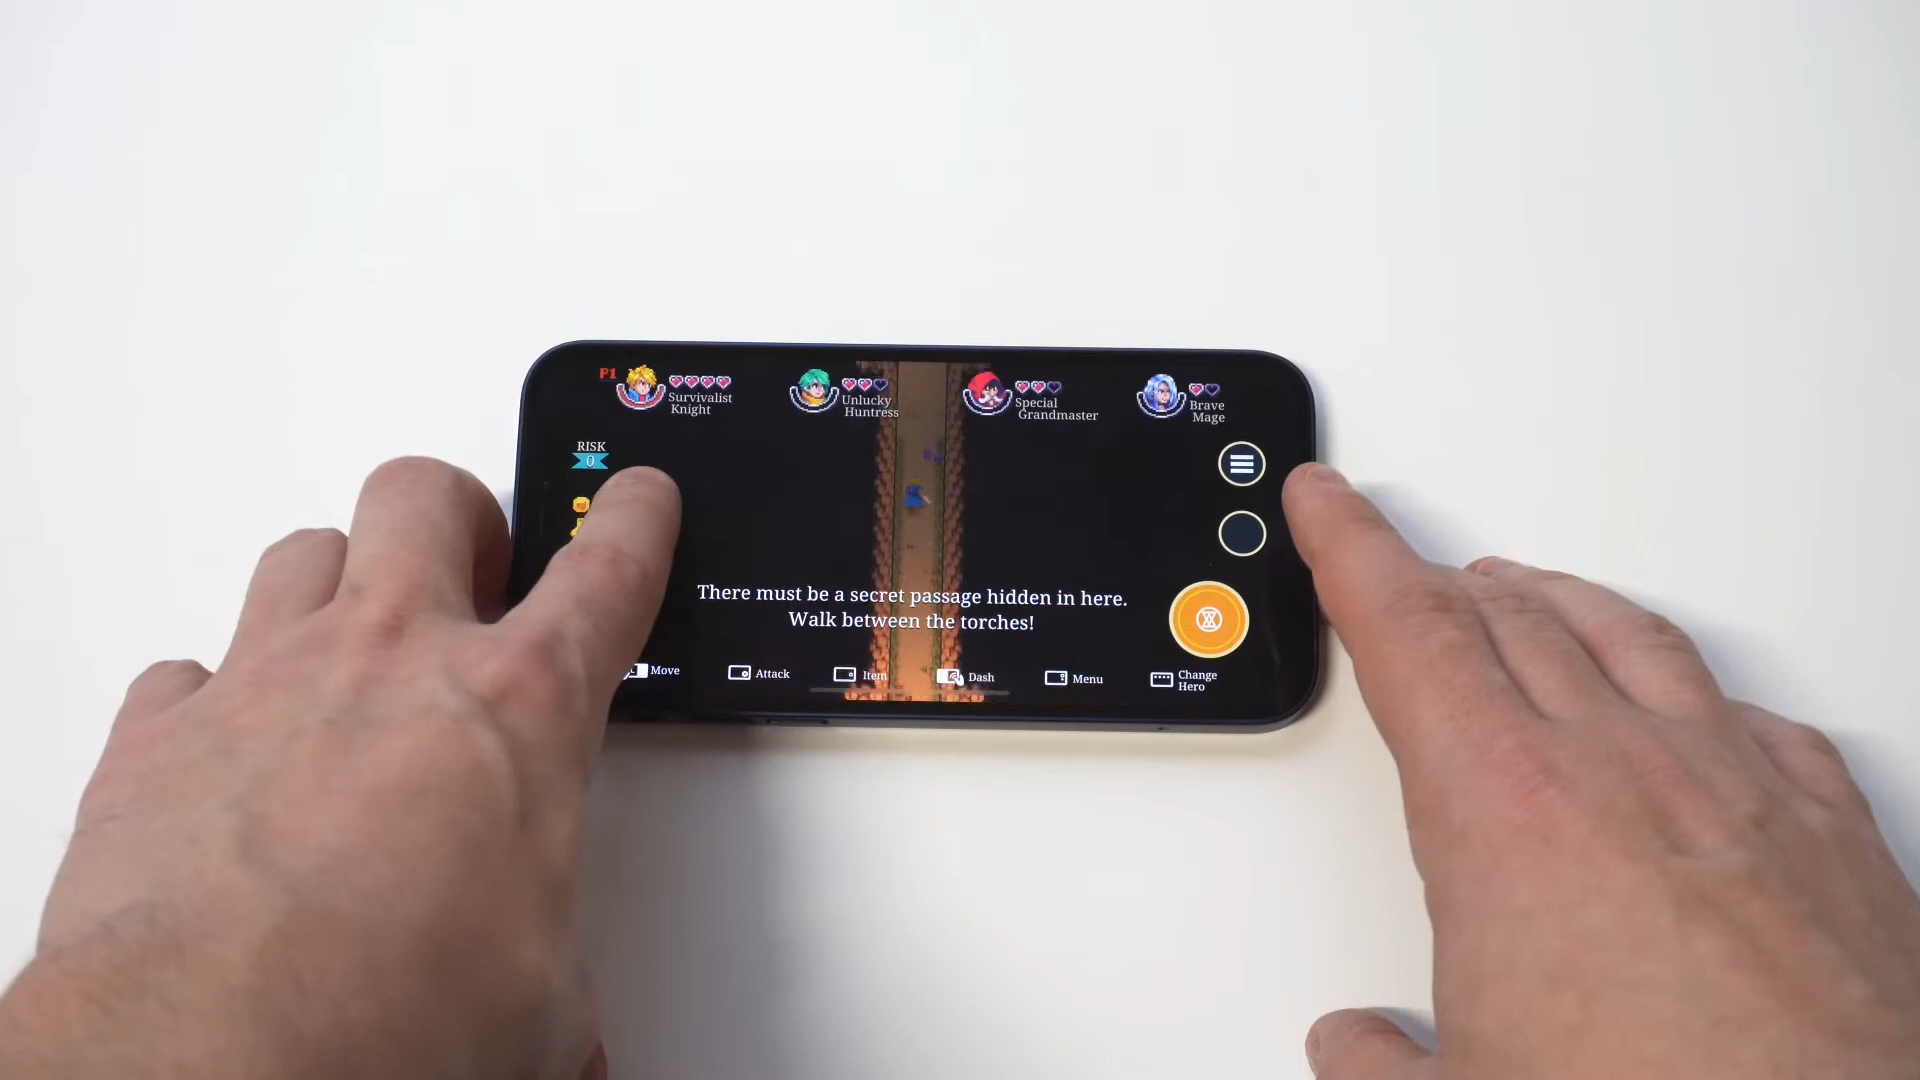 P1
Survivalist
Knight
Unlucky
Huntress
Special
Grandmaster
Brave
Mage
RISK
0
There must be a secret passage hidden in here.
Walk between the torches!
Move
Attack
Item
Dash
Menu
Change
Hero